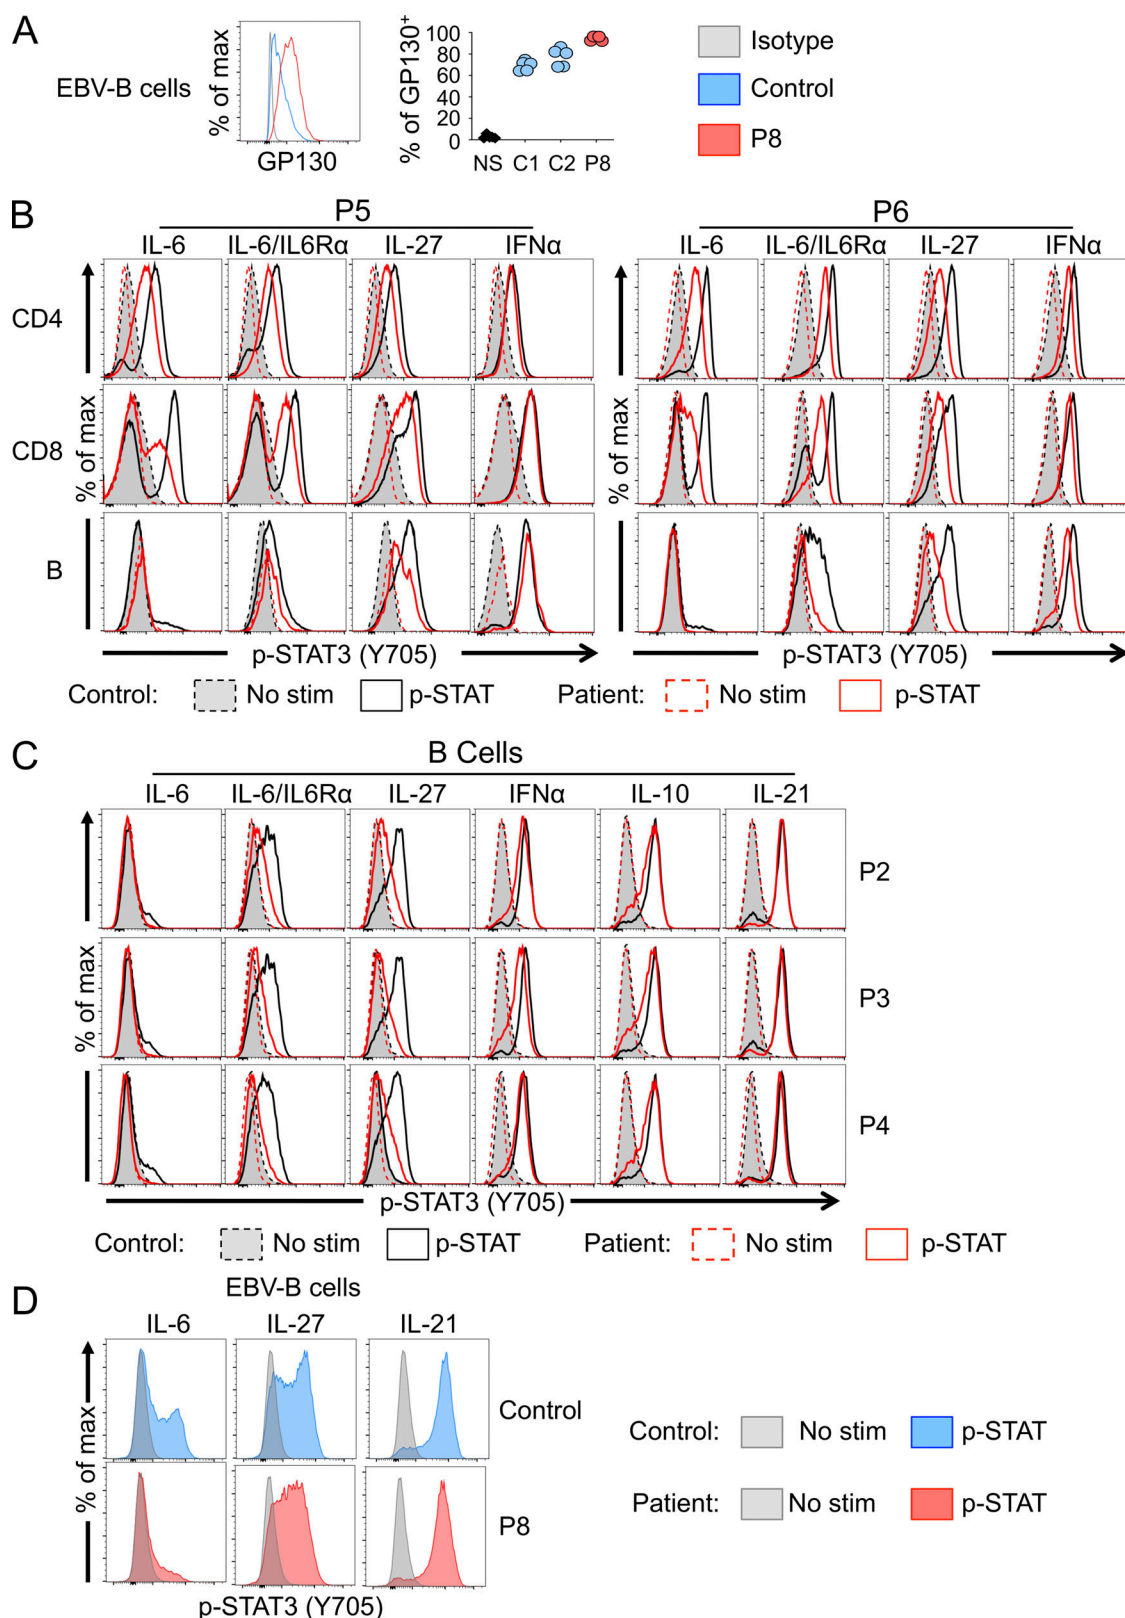 A
EBV-B cells
% of max
GP130
% of GP130+
100
80
60
40
20
0
NS C1 C2 P8
Isotype
Control
P8
B
P5
P6
IL-6 IL-6/IL6Rα IL-27 IFNα
IL-6 IL-6/IL6Rα IL-27 IFNα
CD4
CD8
B
% of max
% of max
p-STAT3 (Y705)
p-STAT3 (Y705)
Control: No stim p-STAT Patient: No stim p-STAT
C
B Cells
IL-6 IL-6/IL6Rα IL-27 IFNα IL-10 IL-21
P2
P3
P4
% of max
p-STAT3 (Y705)
Control: No stim p-STAT Patient: No stim p-STAT
D
EBV-B cells
IL-6 IL-27 IL-21
Control
P8
% of max
p-STAT3 (Y705)
Control: No stim p-STAT
Patient: No stim p-STAT